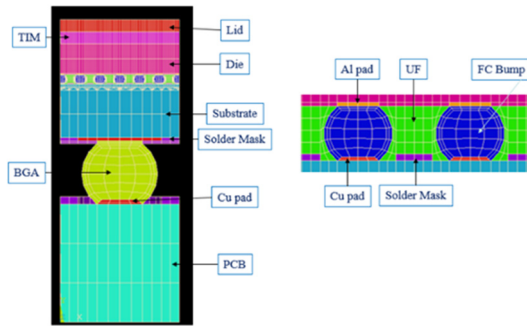 Lid
TIM
Die
Substrate
Solder Mask
BGA
Cu pad
PCB
Al pad
UF
FC Bump
Cu pad
Solder Mask
X